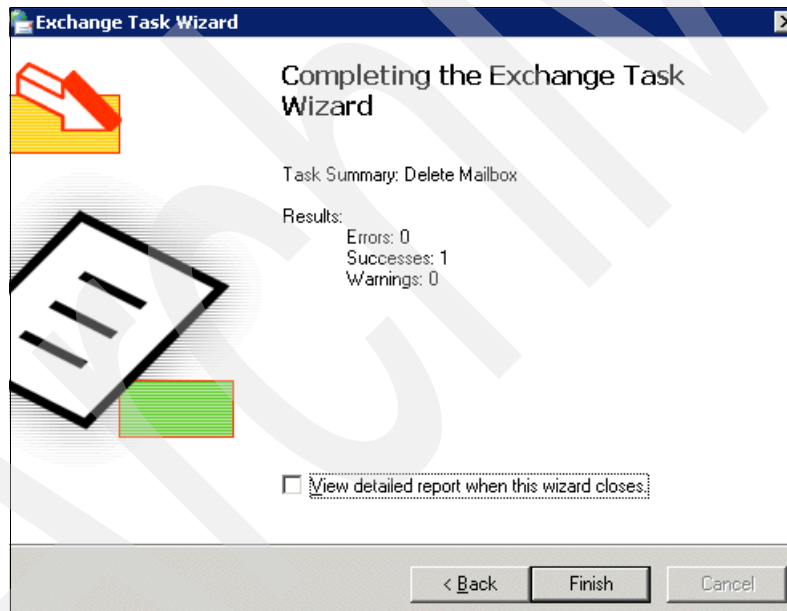 Exchange Task Wizard
Completing the Exchange Task
Wizard
Task Summary: Delete Mailbox
Results:
Errors: 0
Successes: 1
Warnings: 0
View detailed report when this wizard closes.
< Back Finish Cancel